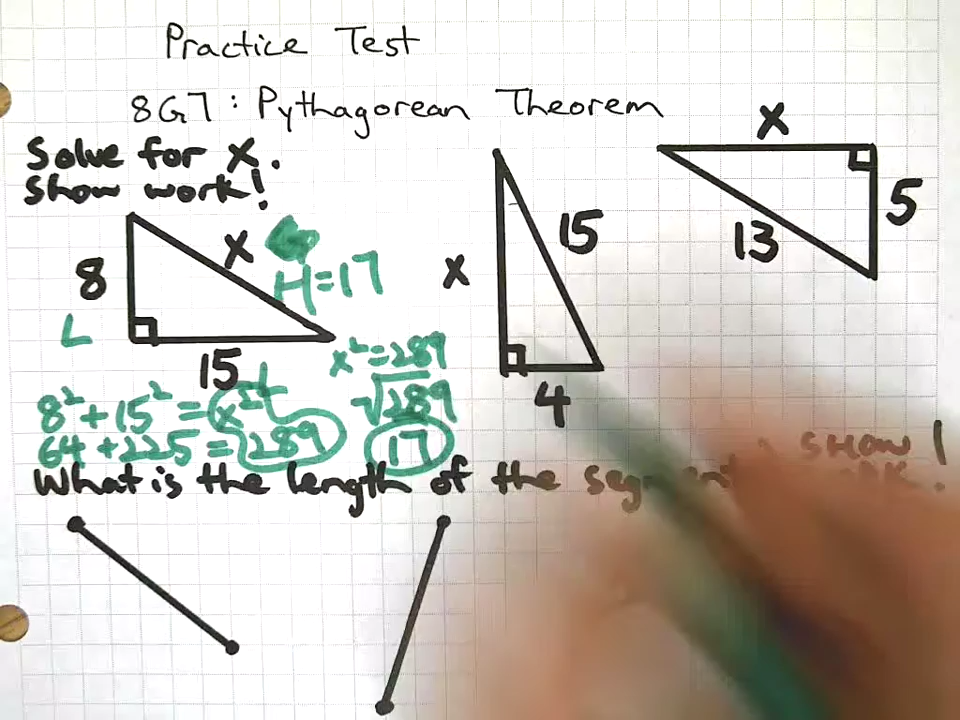 Practice Test
8G7: Pythagorean Theorem
Solve for x.
Show work!
8
x
H=17
L
15
L
8² + 15² = x²
64 + 225 = 289
x² = 289
√289
17
x
15
4
x
13
5
What is the length of the
show